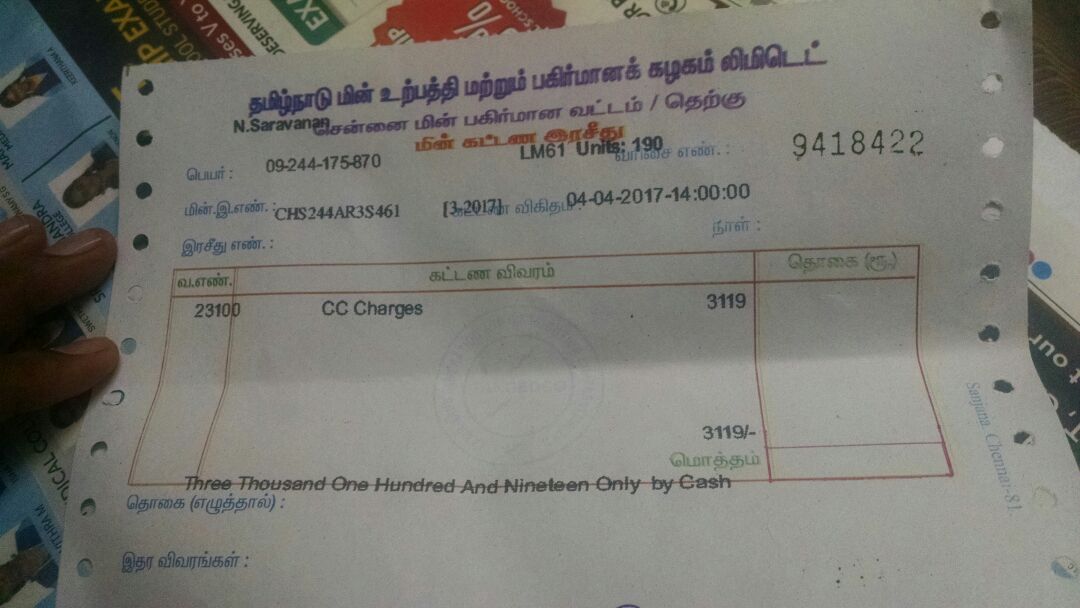 தமிழ்நாடு மின் உற்பத்தி மற்றும் பகிர்மானக் கழகம் லிமிடெட்
N.Saravanan சென்னை மின் பகிர்மான வட்டம் / தெற்கு
மின் கட்டண இரசீது
பெயர் : 09-244-175-870 LM61 Units: 190 வரிசை எண். : 9418422
மின்.இ.எண். : CHS244AR3S461 [3-2017] கட்டண விகிதம் : 04-04-2017-14:00:00
இரசீது எண். : நாள் :
வ.எண். கட்டண விவரம் தொகை (ரூ.)
23100 CC Charges 3119
3119/-
மொத்தம்
Three Thousand One Hundred And Nineteen Only by Cash
தொகை (எழுத்தால்) :
இதர விவரங்கள் :
Sanjana, Chennai-81.